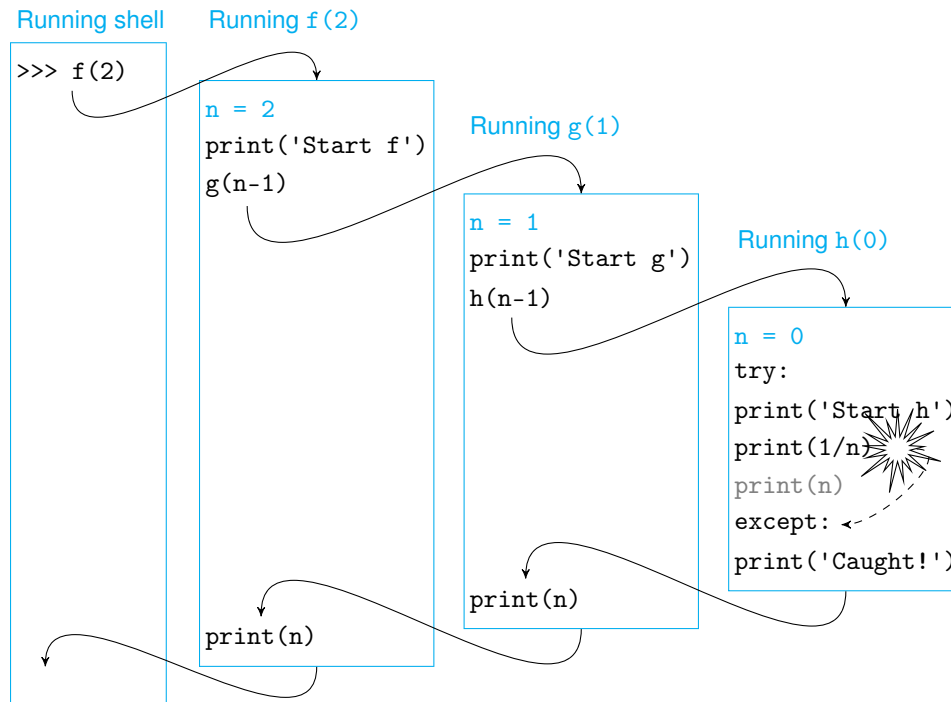 Running shell
>>> f(2)
Running f(2)
n = 2
print('Start f')
g(n-1)
print(n)
Running g(1)
n = 1
print('Start g')
h(n-1)
print(n)
Running h(0)
n = 0
try:
print('Start h')
print(1/n)
print(n)
except:
print('Caught!')